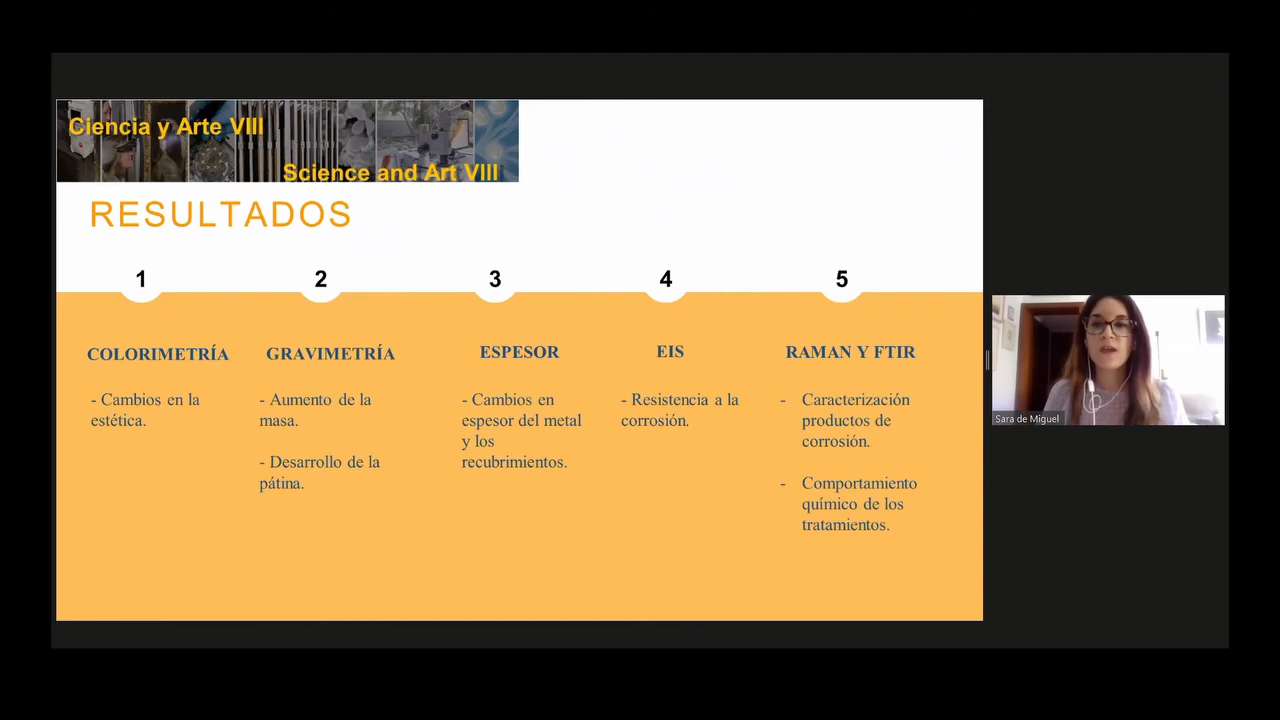 Ciencia y Arte VIII
Science and Art VIII
RESULTADOS
1
2
3
4
5
COLORIMETRÍA
- Cambios en la
estética.
GRAVIMETRÍA
- Aumento de la
masa.
- Desarrollo de la
pátina.
ESPESOR
- Cambios en
espesor del metal
y los
recubrimientos.
EIS
- Resistencia a la
corrosión.
RAMAN Y FTIR
- Caracterización
productos de
corrosión.
- Comportamiento
químico de los
tratamientos.
Sara de Miguel